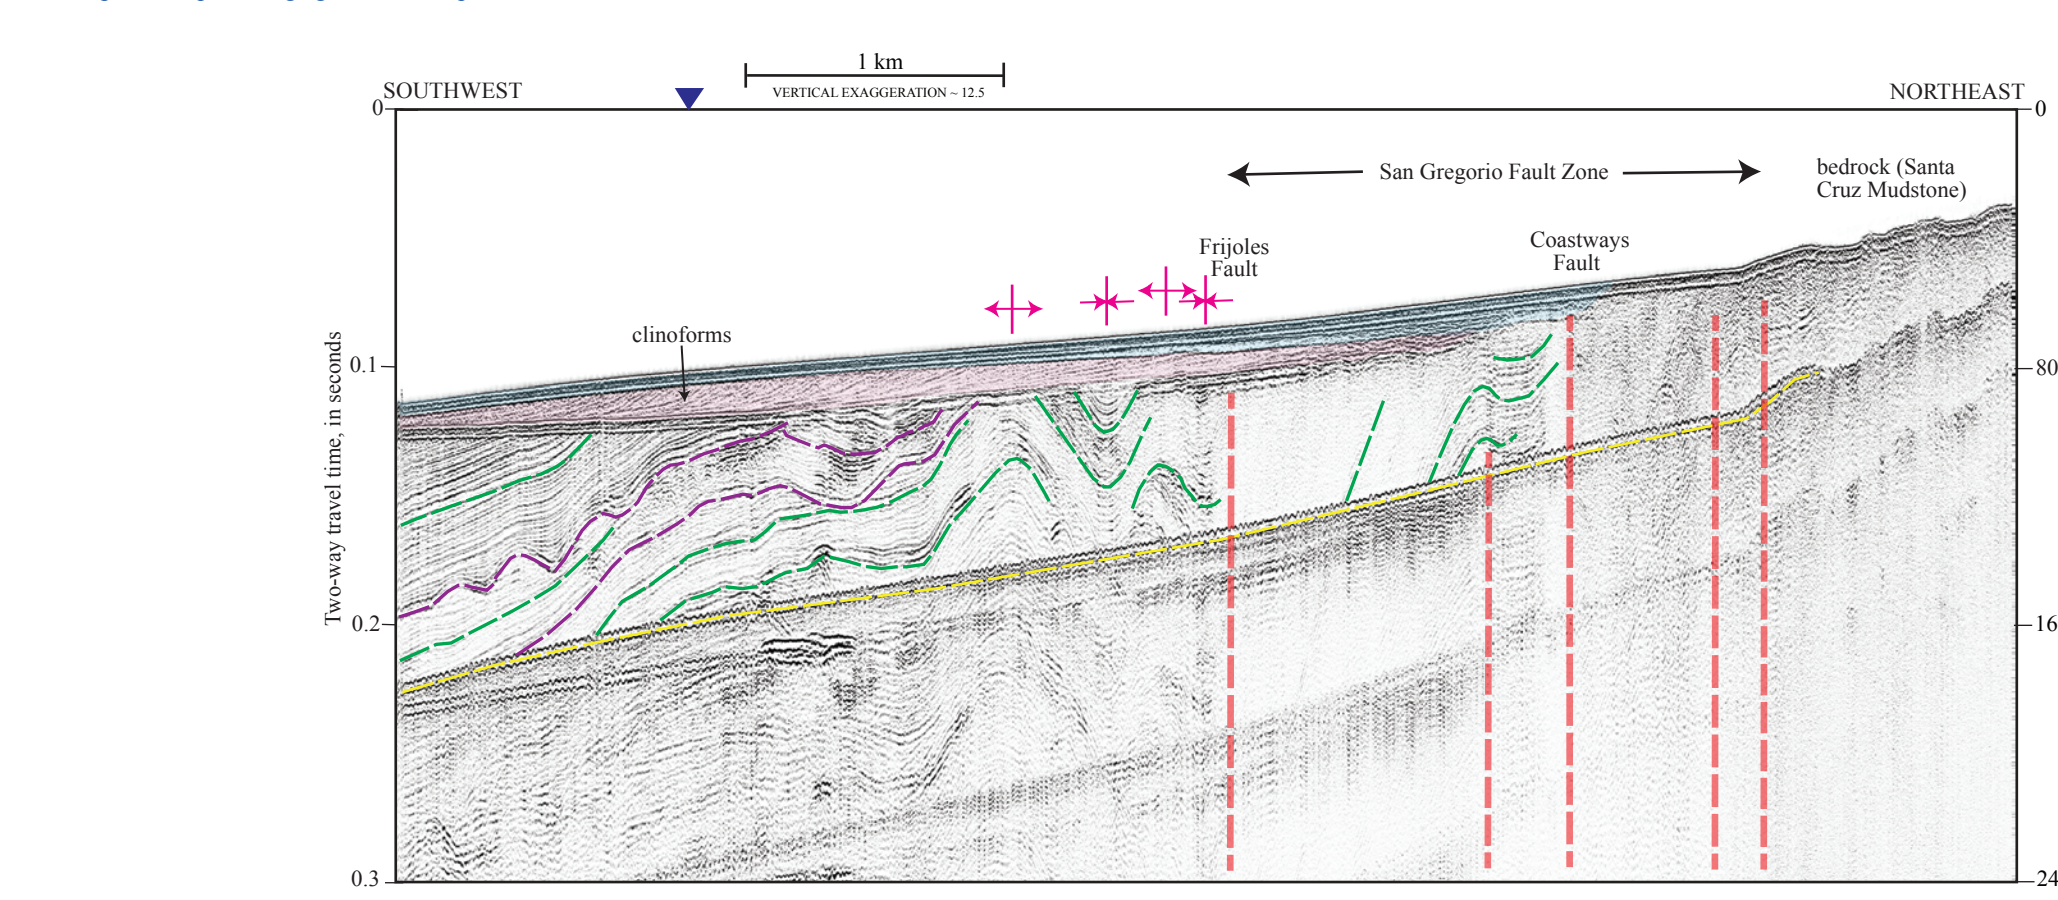 1 km
VERTICAL EXAGGERATION ~ 12.5
SOUTHWEST
NORTHEAST
0
0
San Gregorio Fault Zone
bedrock (Santa
Cruz Mudstone)
Frijoles
Fault
Coastways
Fault
clinoforms
0.1
80
Two-way travel time, in seconds
0.2
16
0.3
24